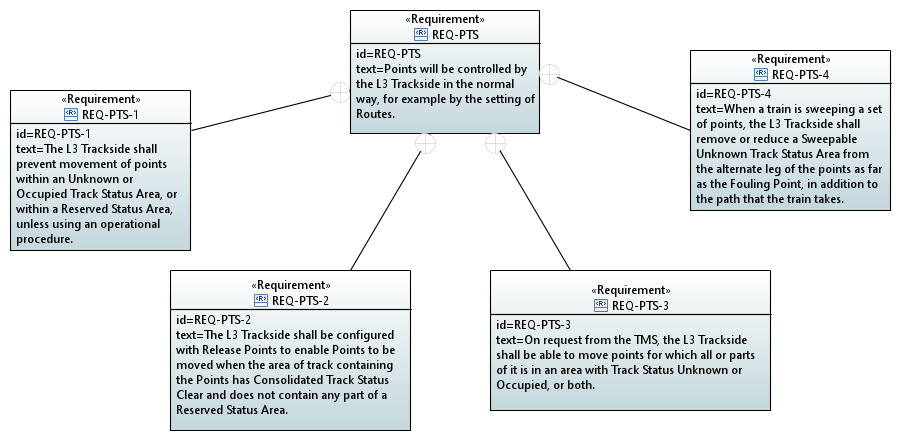 «Requirement»
«R» REQ-PTS
id=REQ-PTS
text=Points will be controlled by
the L3 Trackside in the normal
way, for example by the setting of
Routes.
«Requirement»
«R» REQ-PTS-1
id=REQ-PTS-1
text=The L3 Trackside shall
prevent movement of points
within an Unknown or
Occupied Track Status Area, or
within a Reserved Status Area,
unless using an operational
procedure.
«Requirement»
«R» REQ-PTS-4
id=REQ-PTS-4
text=When a train is sweeping a set
of points, the L3 Trackside shall
remove or reduce a Sweepable
Unknown Track Status Area from
the alternate leg of the points as far
as the Fouling Point, in addition to
the path that the train takes.
«Requirement»
«R» REQ-PTS-2
id=REQ-PTS-2
text=The L3 Trackside shall be configured
with Release Points to enable Points to be
moved when the area of track containing
the Points has Consolidated Track Status
Clear and does not contain any part of a
Reserved Status Area.
«Requirement»
«R» REQ-PTS-3
id=REQ-PTS-3
text=On request from the TMS, the L3 Trackside
shall be able to move points for which all or parts
of it is in an area with Track Status Unknown or
Occupied, or both.